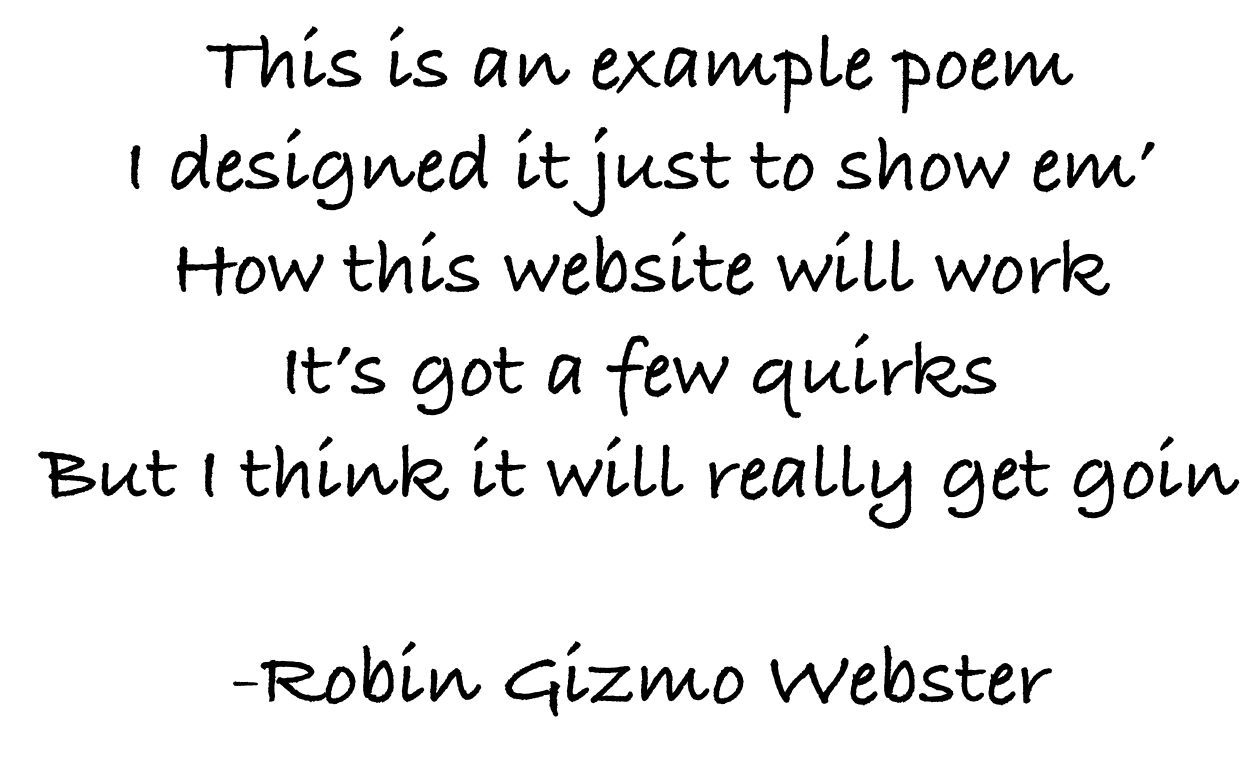 This is an example poem
I designed it just to show em'
How this website will work
It's got a few quirks
But I think it will really get goin
-Robin Gizmo Webster